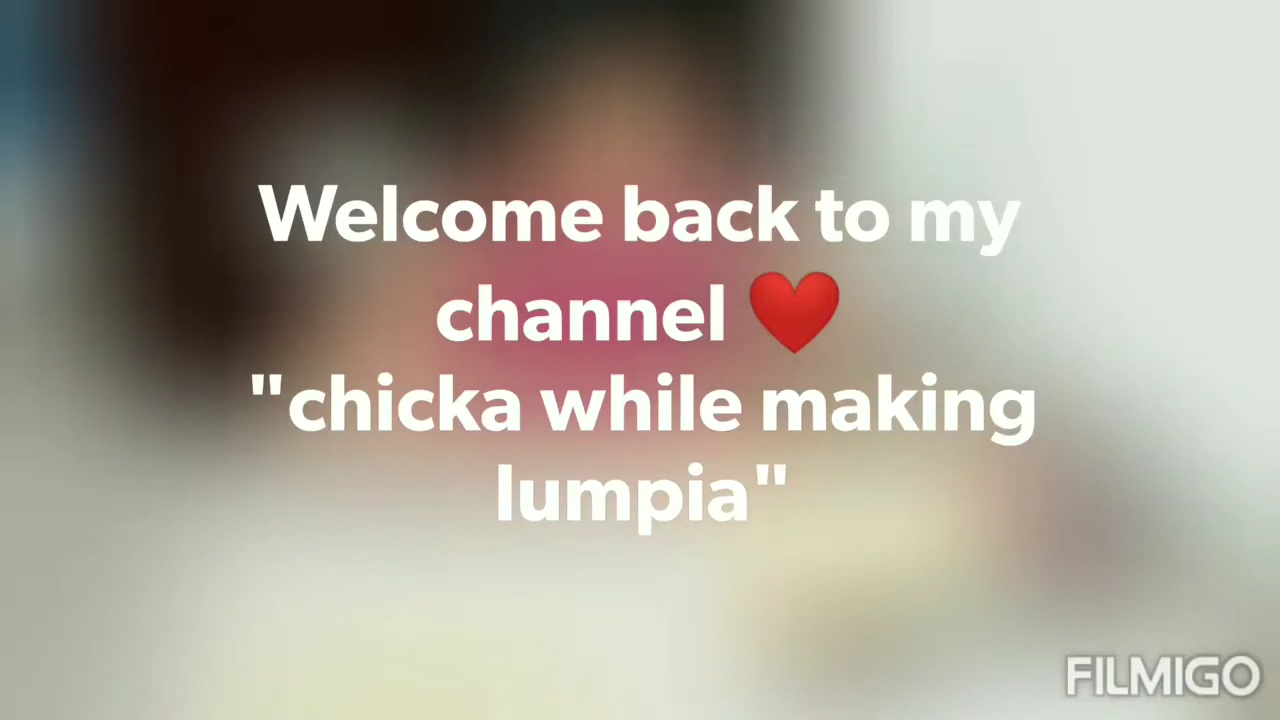 Welcome back to my
channel ❤️
"chicka while making
lumpia"
FILMIGO